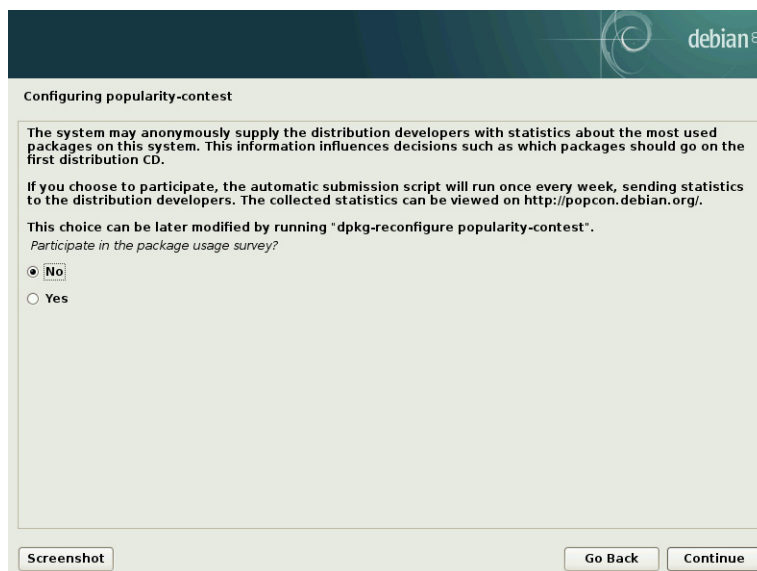 debian 8
Configuring popularity-contest
The system may anonymously supply the distribution developers with statistics about the most used
packages on this system. This information influences decisions such as which packages should go on the
first distribution CD.
If you choose to participate, the automatic submission script will run once every week, sending statistics
to the distribution developers. The collected statistics can be viewed on http://popcon.debian.org/.
This choice can be later modified by running "dpkg-reconfigure popularity-contest".
Participate in the package usage survey?
No
Yes
Screenshot Go Back Continue